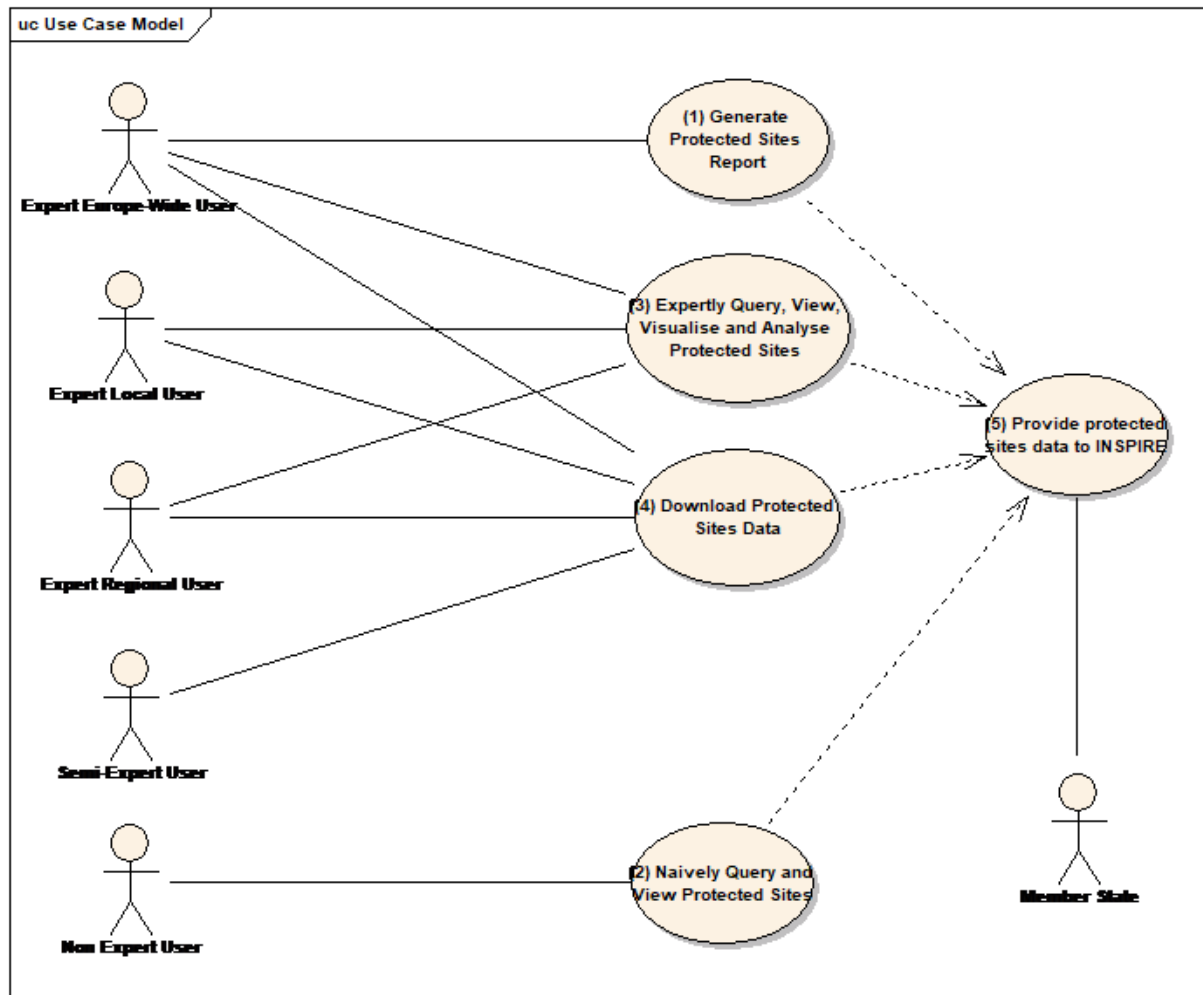 uc Use Case Model
Expert Europe-Wide User
(1) Generate
Protected Sites
Report
Expert Local User
(3) Expertly Query, View,
Visualise and Analyse
Protected Sites
Expert Regional User
(4) Download Protected
Sites Data
(5) Provide protected
sites data to INSPIRE
Semi-Expert User
Non Expert User
(2) Naively Query and
View Protected Sites
Member State